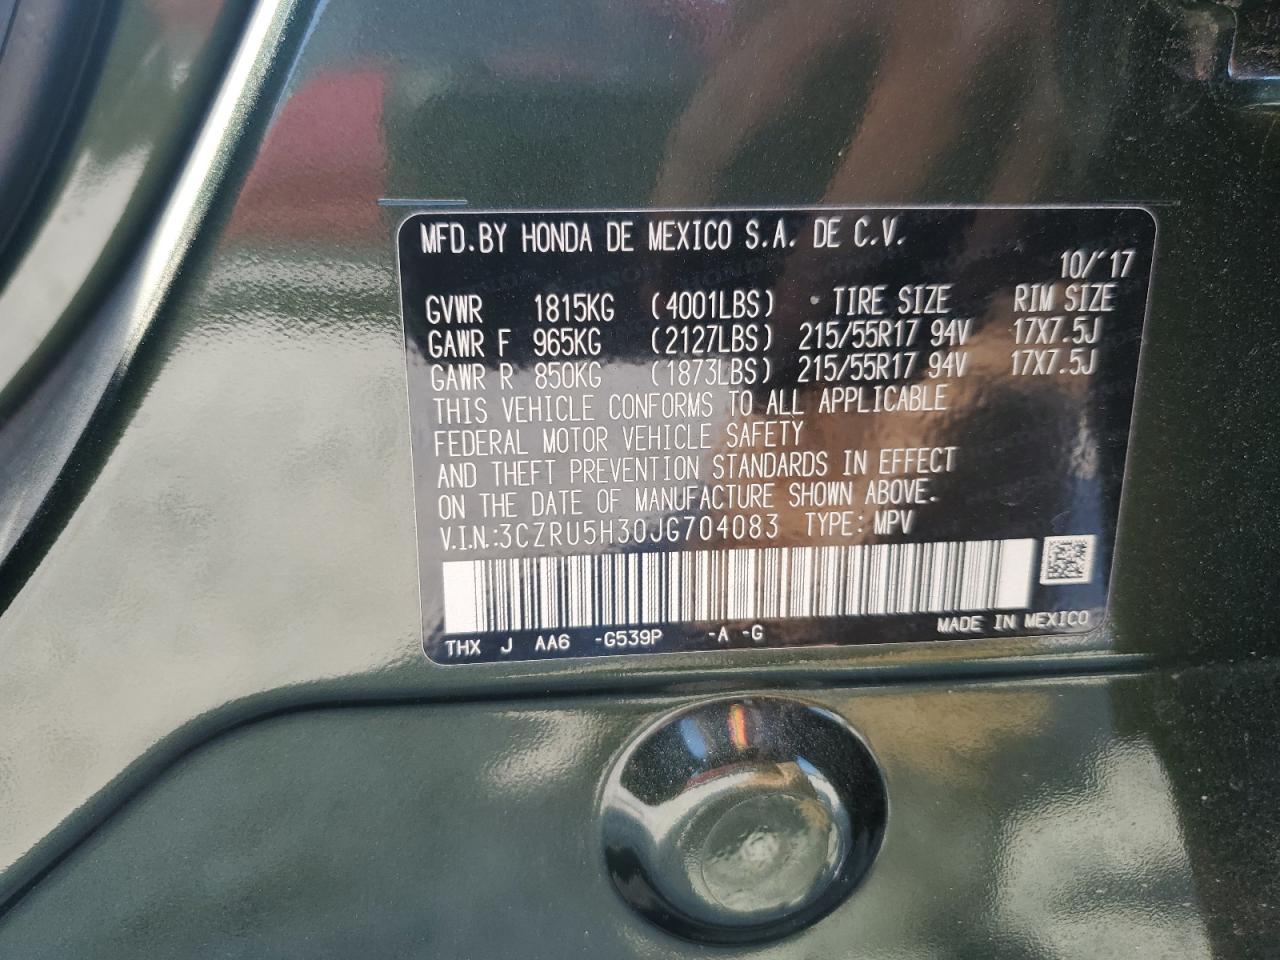 MFD.BY HONDA DE MEXICO S.A. DE C.V.
10/'17
GVWR 1815KG (4001LBS) TIRE SIZE RIM SIZE
GAWR F 965KG (2127LBS) 215/55R17 94V 17X7.5J
GAWR R 850KG (1873LBS) 215/55R17 94V 17X7.5J
THIS VEHICLE CONFORMS TO ALL APPLICABLE
FEDERAL MOTOR VEHICLE SAFETY
AND THEFT PREVENTION STANDARDS IN EFFECT
ON THE DATE OF MANUFACTURE SHOWN ABOVE.
V.I.N.:3CZRU5H30JG704083 TYPE: MPV
THX J AA6 -G539P -A -G MADE IN MEXICO